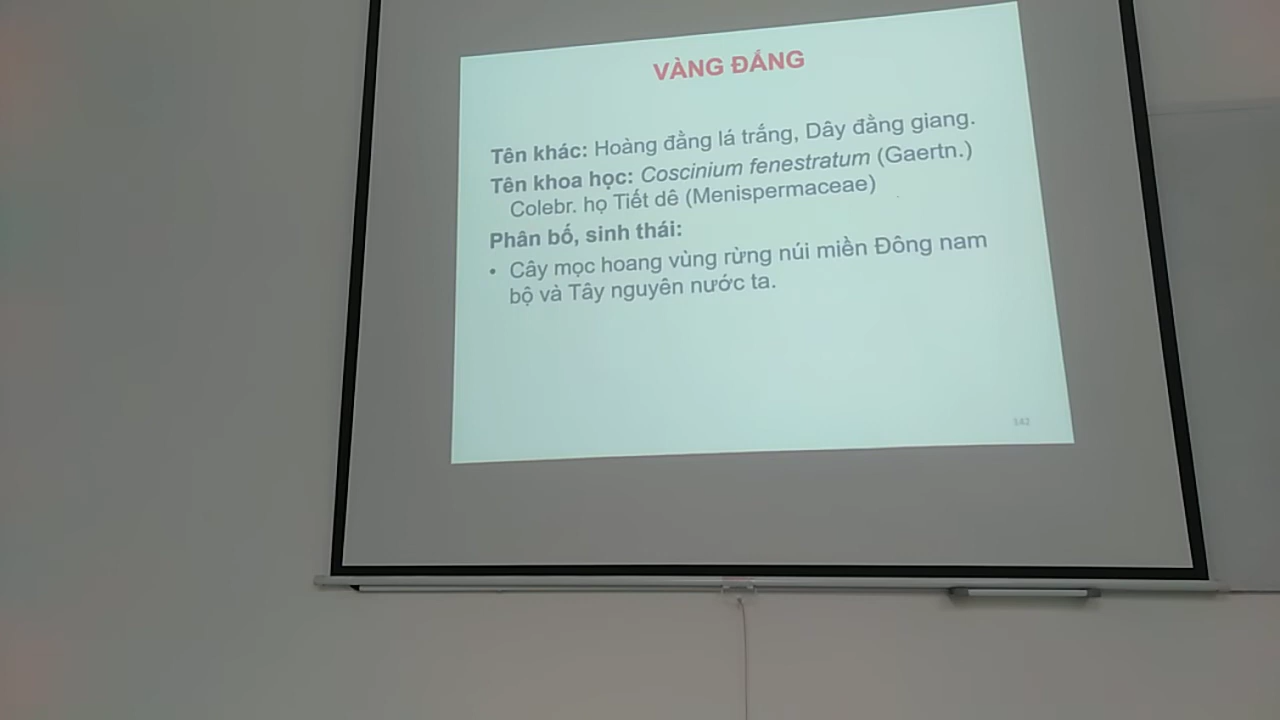 VÀNG ĐẮNG
Tên khác: Hoàng đằng lá trắng, Dây đằng giang.
Tên khoa học: Coscinium fenestratum (Gaertn.)
Colebr. họ Tiết dê (Menispermaceae)
Phân bố, sinh thái:
• Cây mọc hoang vùng rừng núi miền Đông nam
bộ và Tây nguyên nước ta.
342